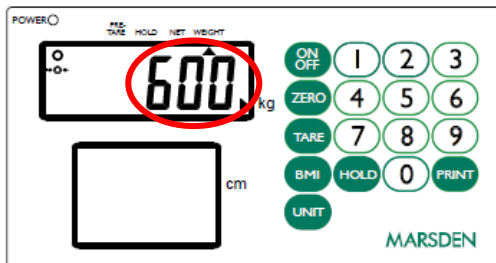 POWER
PRE-TARE HOLD NET WEIGHT
600 kg
cm
ON OFF 1 2 3
ZERO 4 5 6
TARE 7 8 9
BMI HOLD 0 PRINT
UNIT
MARSDEN